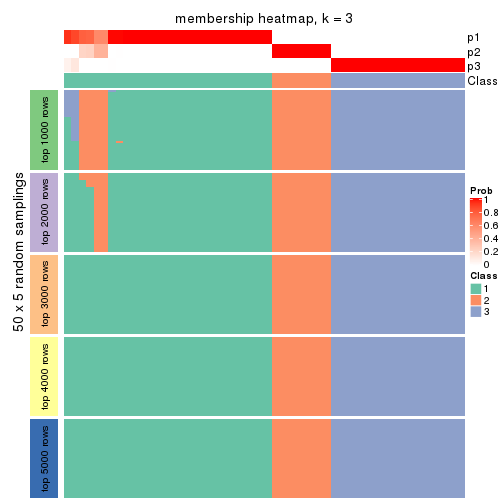 membership heatmap, k = 3
p1
p2
p3
Class
50 x 5 random samplings
top 1000 rows
top 2000 rows
top 3000 rows
top 4000 rows
top 5000 rows
Prob
1
0.8
0.6
0.4
0.2
0
Class
1
2
3